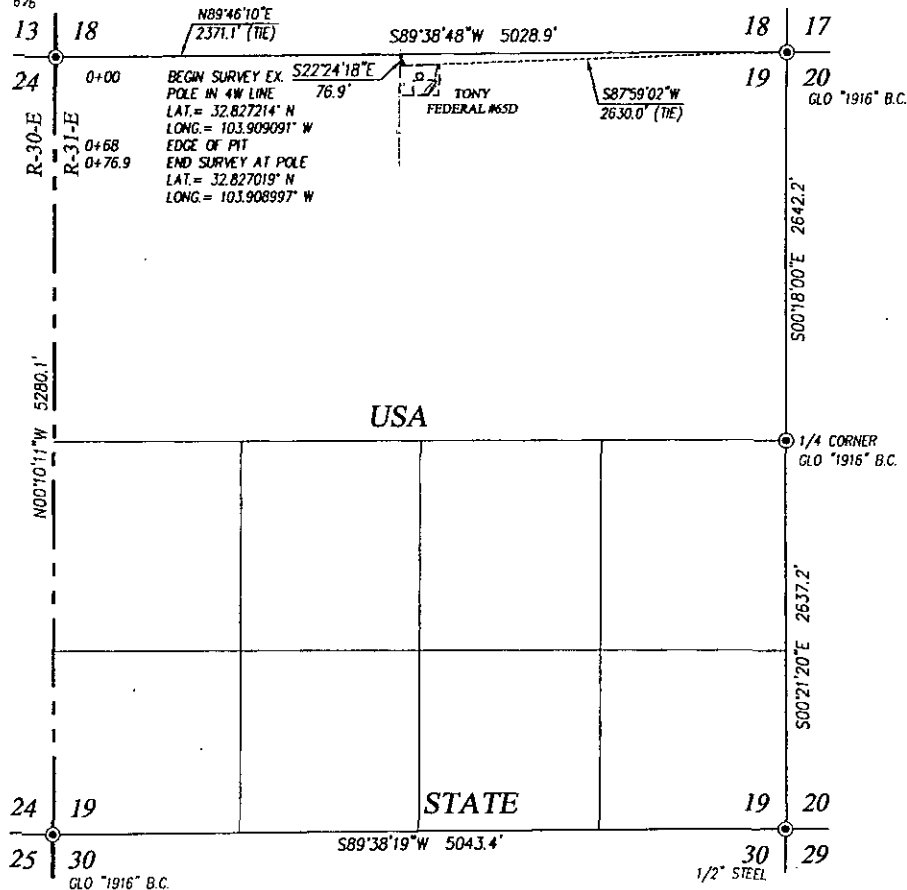 13 18
N89°46'10"E
2371.1' (TIE)
S89°38'48"W 5028.9'
18 17
24
19 20
GLO "1916" B.C.
0+00 BEGIN SURVEY EX.
POLE IN 4W LINE
LAT.= 32.827214° N
LONG.= 103.909091° W
0+68 EDGE OF PIT
0+76.9 END SURVEY AT POLE
LAT.= 32.827019° N
LONG.= 103.908997° W
S22°24'18"E
76.9'
TONY
FEDERAL #65D
S87°59'02"W
2630.0' (TIE)
R-30-E
R-31-E
S00°18'00"E 2642.2'
N00°10'11"W 5280.1'
USA
1/4 CORNER
GLO "1916" B.C.
S00°21'20"E 2637.2'
STATE
24 19
19 20
S89°38'19"W 5043.4'
25 30
GLO "1916" B.C.
30 29
1/2" STEEL